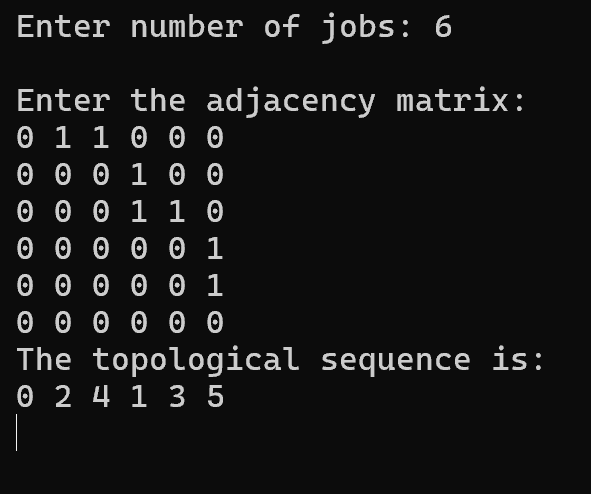 Enter number of jobs: 6
Enter the adjacency matrix:
0 1 1 0 0 0
0 0 0 1 0 0
0 0 0 1 1 0
0 0 0 0 0 1
0 0 0 0 0 1
0 0 0 0 0 0
The topological sequence is:
0 2 4 1 3 5